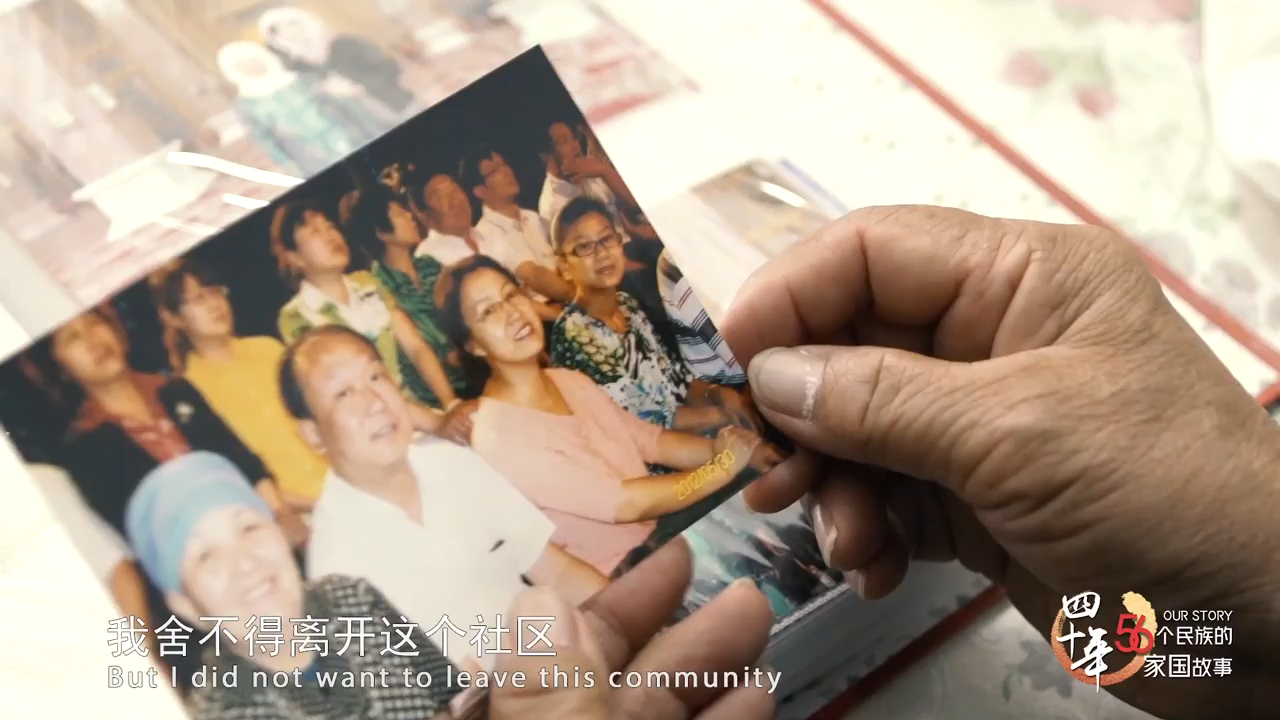 2012/05/30
我舍不得离开这个社区
But I did not want to leave this community
四十年
OUR STORY
56个民族的
家国故事